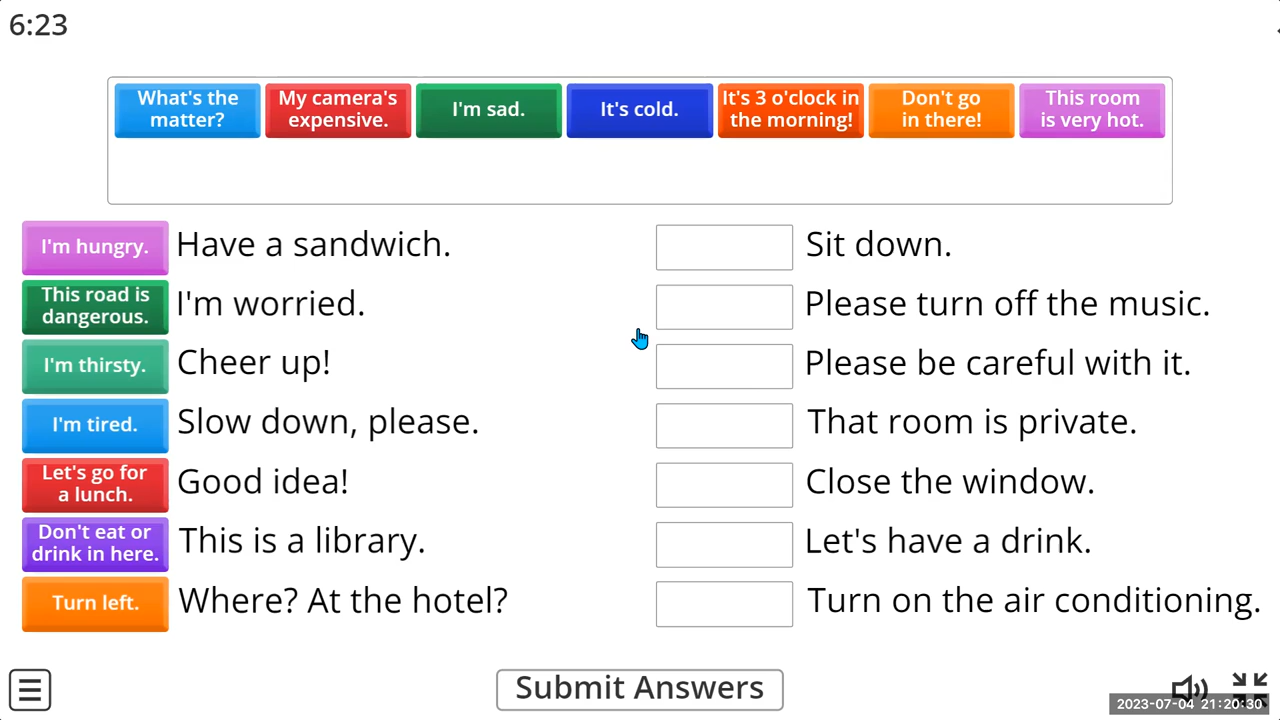 6:23
What's the
matter?
My camera's
expensive.
I'm sad.
It's cold.
It's 3 o'clock in
the morning!
Don't go
in there!
This room
is very hot.
I'm hungry.
Have a sandwich.
This road is
dangerous.
I'm worried.
I'm thirsty.
Cheer up!
I'm tired.
Slow down, please.
Let's go for
a lunch.
Good idea!
Don't eat or
drink in here.
This is a library.
Turn left.
Where? At the hotel?
Sit down.
Please turn off the music.
Please be careful with it.
That room is private.
Close the window.
Let's have a drink.
Turn on the air conditioning.
Submit Answers
2023-07-04 21:20:30